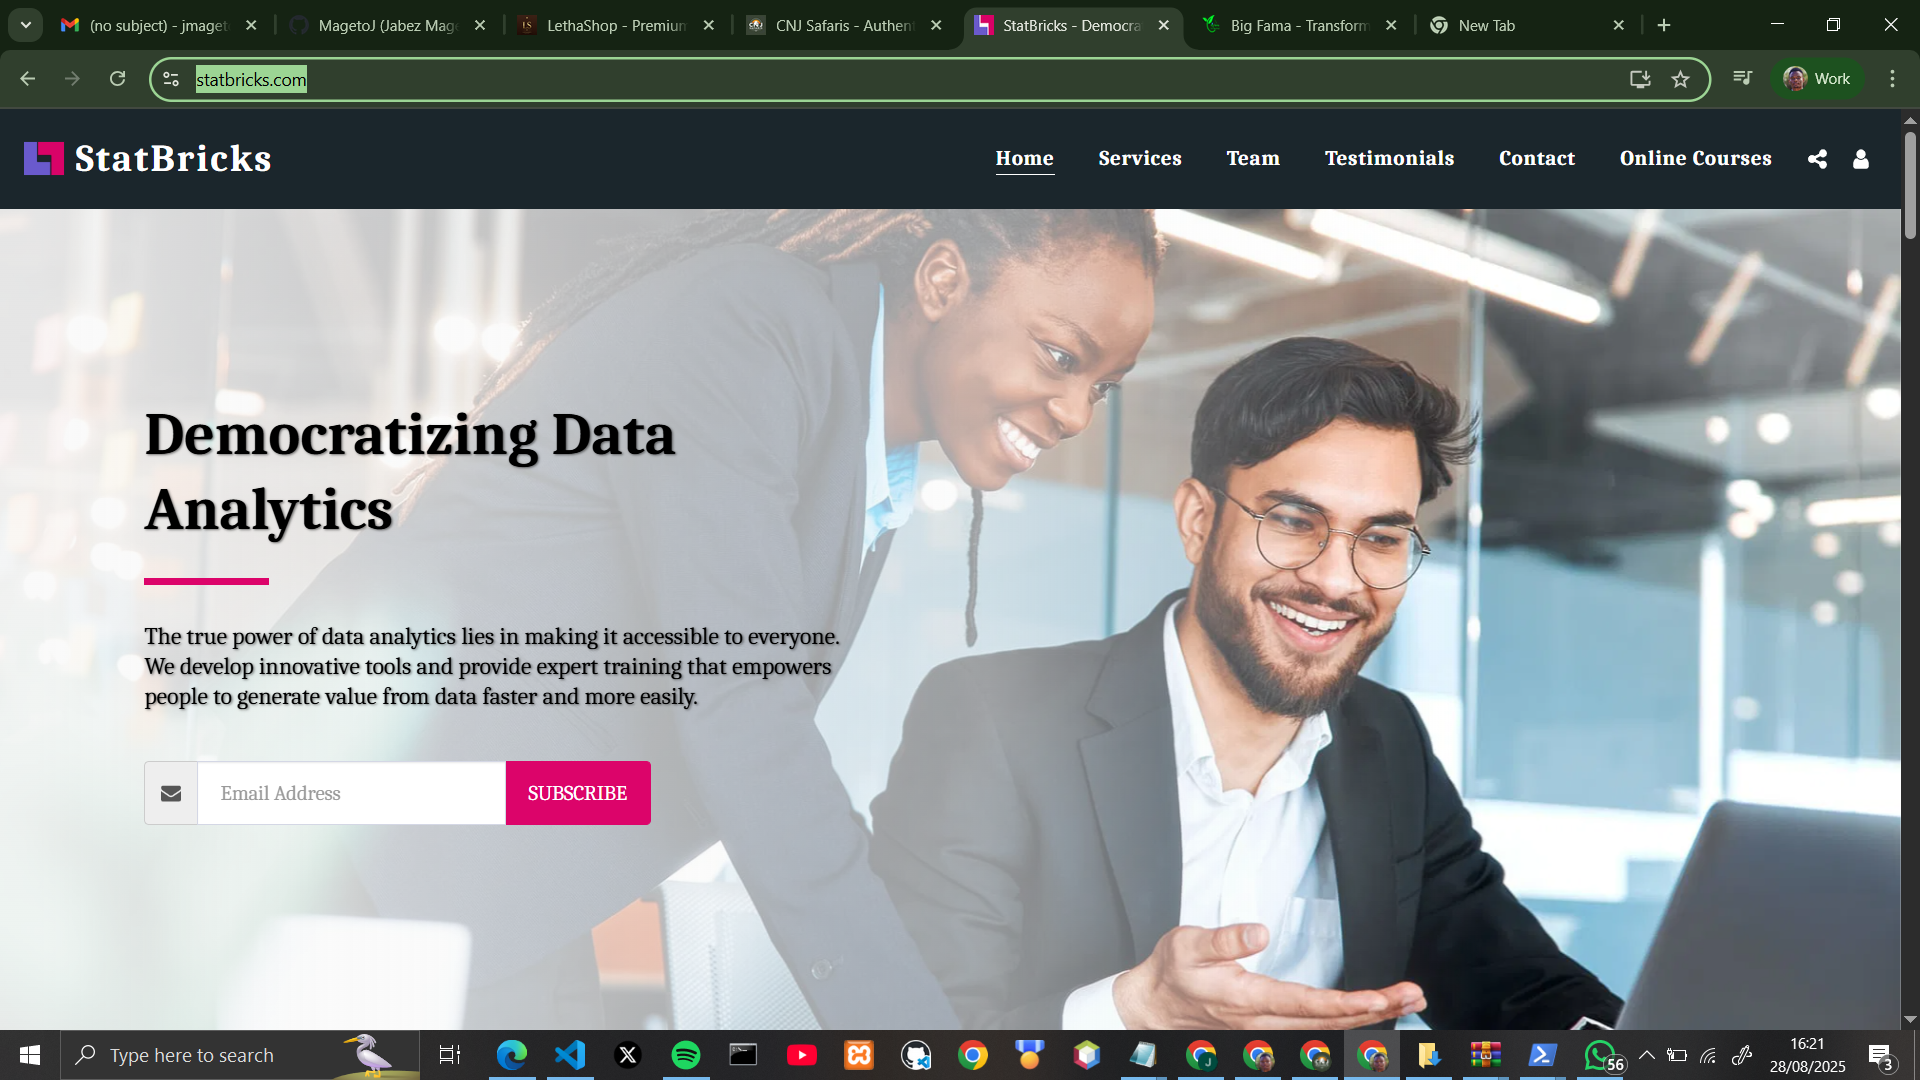 (no subject) - jmaget
MagetoJ (Jabez Mag
LethaShop - Premium
CNJ Safaris - Authent
StatBricks - Democra
Big Fama - Transform
New Tab
statbricks.com
Work
StatBricks
Home
Services
Team
Testimonials
Contact
Online Courses
Democratizing Data
Analytics
The true power of data analytics lies in making it accessible to everyone.
We develop innovative tools and provide expert training that empowers
people to generate value from data faster and more easily.
Email Address
SUBSCRIBE
Type here to search
56
16:21
28/08/2025
3